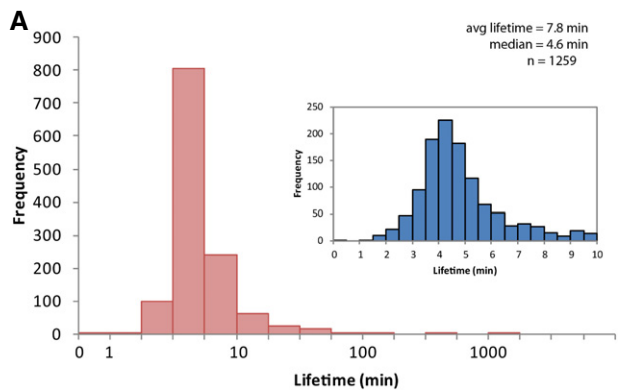 A
avg lifetime = 7.8 min
median = 4.6 min
n = 1259
900
800
700
600
500
400
300
200
100
0
Frequency
0 1 10 100 1000
Lifetime (min)
250
200
150
100
50
0
Frequency
0 1 2 3 4 5 6 7 8 9 10
Lifetime (min)